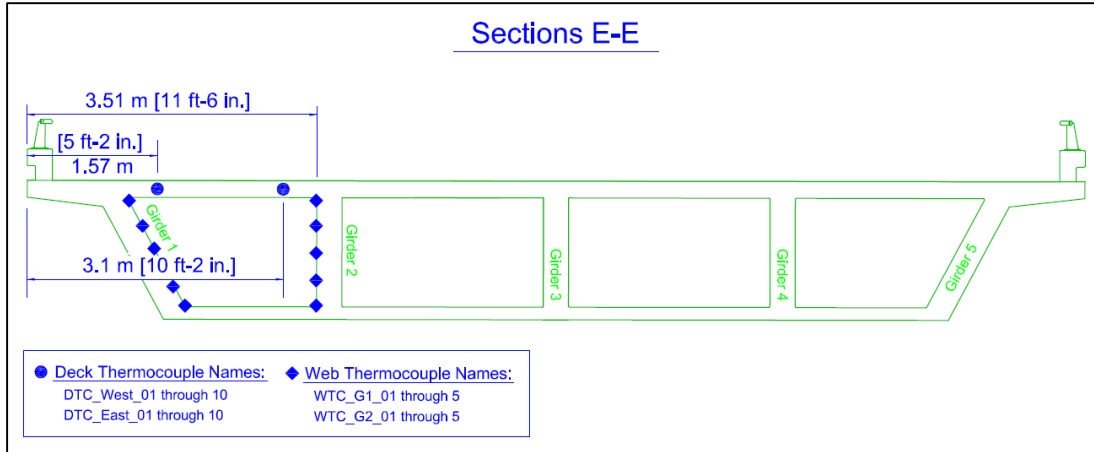 Sections E-E
3.51 m [11 ft-6 in.]
[5 ft-2 in.]
1.57 m
Girder 1
Girder 2
Girder 3
Girder 4
Girder 5
3.1 m [10 ft-2 in.]
Deck Thermocouple Names:
DTC_West_01 through 10
DTC_East_01 through 10
Web Thermocouple Names:
WTC_G1_01 through 5
WTC_G2_01 through 5